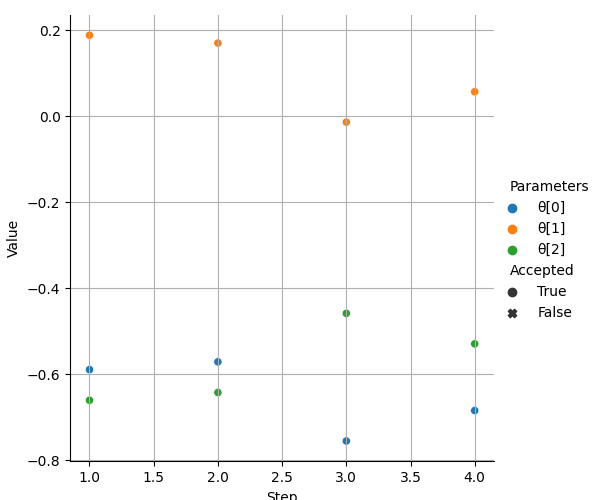 0.2
0.0
−0.2
−0.4
−0.6
−0.8
Value
1.0 1.5 2.0 2.5 3.0 3.5 4.0
Step
Parameters
θ[0]
θ[1]
θ[2]
Accepted
True
False